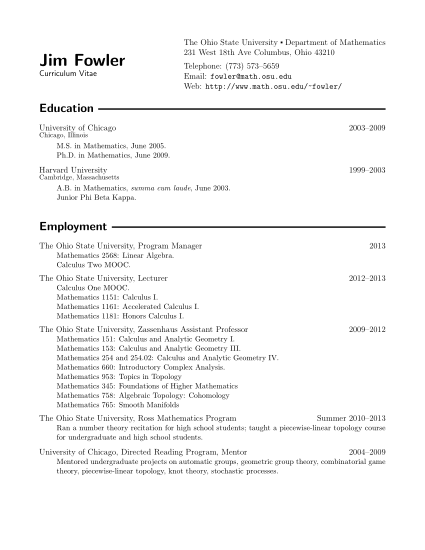 Jim Fowler
Curriculum Vitae
The Ohio State University • Department of Mathematics
231 West 18th Ave Columbus, Ohio 43210
Telephone: (773) 573–5659
Email: fowler@math.osu.edu
Web: http://www.math.osu.edu/~fowler/
Education
University of Chicago 2003–2009
Chicago, Illinois
M.S. in Mathematics, June 2005.
Ph.D. in Mathematics, June 2009.
Harvard University 1999–2003
Cambridge, Massachusetts
A.B. in Mathematics, summa cum laude, June 2003.
Junior Phi Beta Kappa.
Employment
The Ohio State University, Program Manager 2013
Mathematics 2568: Linear Algebra.
Calculus Two MOOC.
The Ohio State University, Lecturer 2012–2013
Calculus One MOOC.
Mathematics 1151: Calculus I.
Mathematics 1161: Accelerated Calculus I.
Mathematics 1181: Honors Calculus I.
The Ohio State University, Zassenhaus Assistant Professor 2009–2012
Mathematics 151: Calculus and Analytic Geometry I.
Mathematics 153: Calculus and Analytic Geometry III.
Mathematics 254 and 254.02: Calculus and Analytic Geometry IV.
Mathematics 660: Introductory Complex Analysis.
Mathematics 953: Topics in Topology
Mathematics 345: Foundations of Higher Mathematics
Mathematics 758: Algebraic Topology: Cohomology
Mathematics 765: Smooth Manifolds
The Ohio State University, Ross Mathematics Program Summer 2010–2013
Ran a number theory recitation for high school students; taught a piecewise-linear topology course
for undergraduate and high school students.
University of Chicago, Directed Reading Program, Mentor 2004–2009
Mentored undergraduate projects on automatic groups, geometric group theory, combinatorial game
theory, piecewise-linear topology, knot theory, stochastic processes.